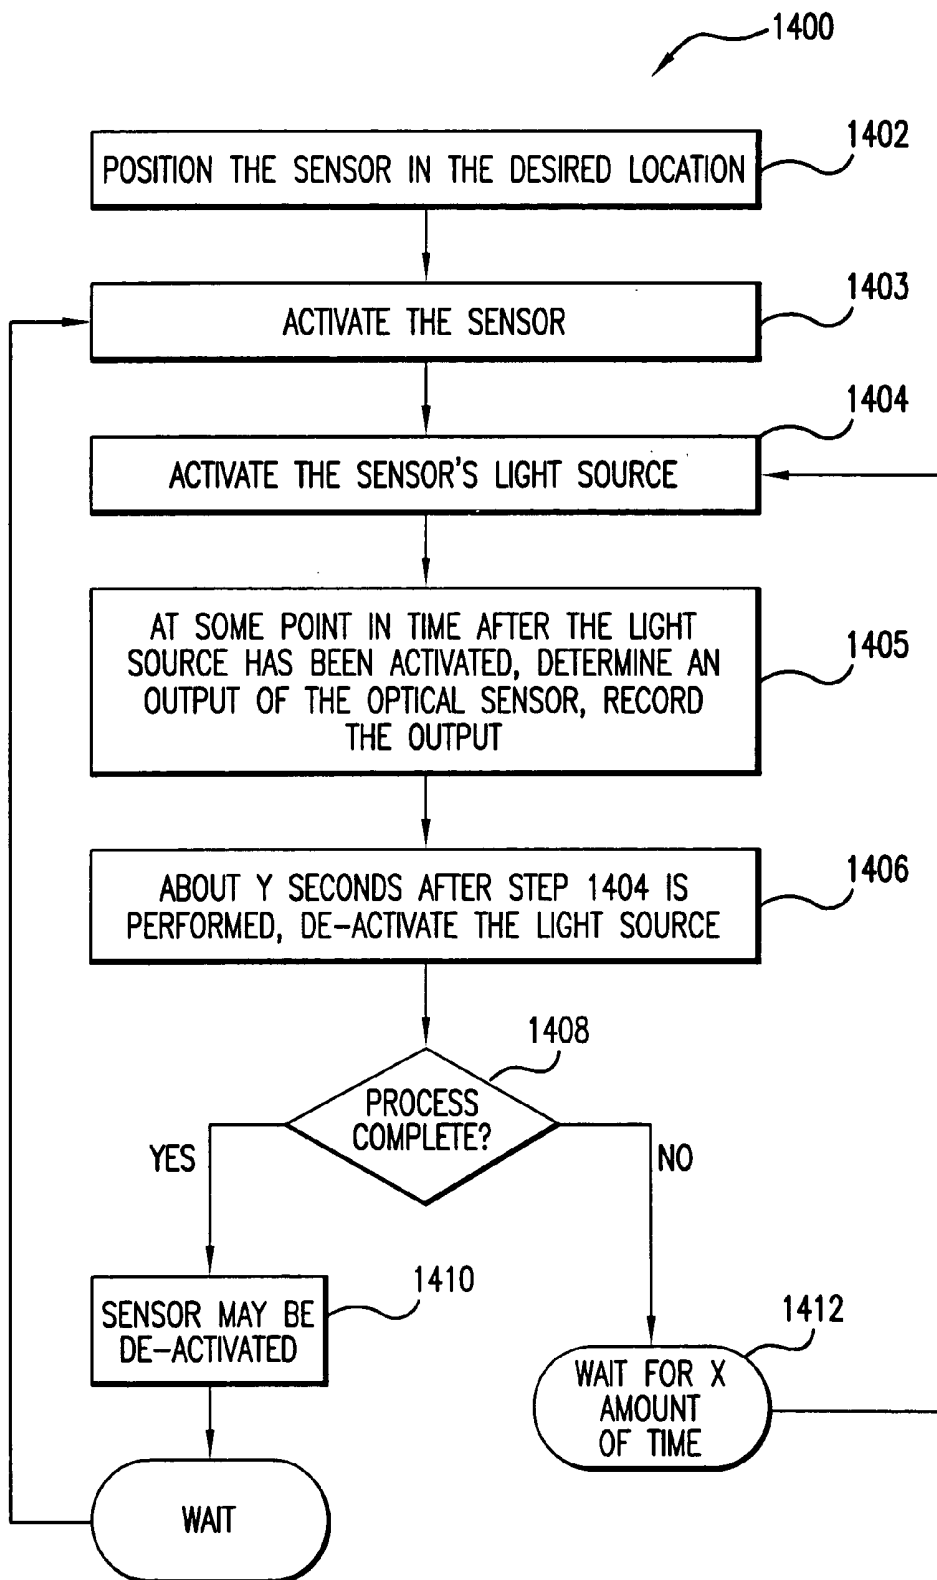 1400
1402
POSITION THE SENSOR IN THE DESIRED LOCATION
1403
ACTIVATE THE SENSOR
1404
ACTIVATE THE SENSOR'S LIGHT SOURCE
AT SOME POINT IN TIME AFTER THE LIGHT
SOURCE HAS BEEN ACTIVATED, DETERMINE AN
OUTPUT OF THE OPTICAL SENSOR, RECORD
THE OUTPUT
1405
ABOUT Y SECONDS AFTER STEP 1404 IS
PERFORMED, DE-ACTIVATE THE LIGHT SOURCE
1406
1408
PROCESS
COMPLETE?
YES
NO
1410
SENSOR MAY BE
DE-ACTIVATED
1412
WAIT FOR X
AMOUNT
OF TIME
WAIT